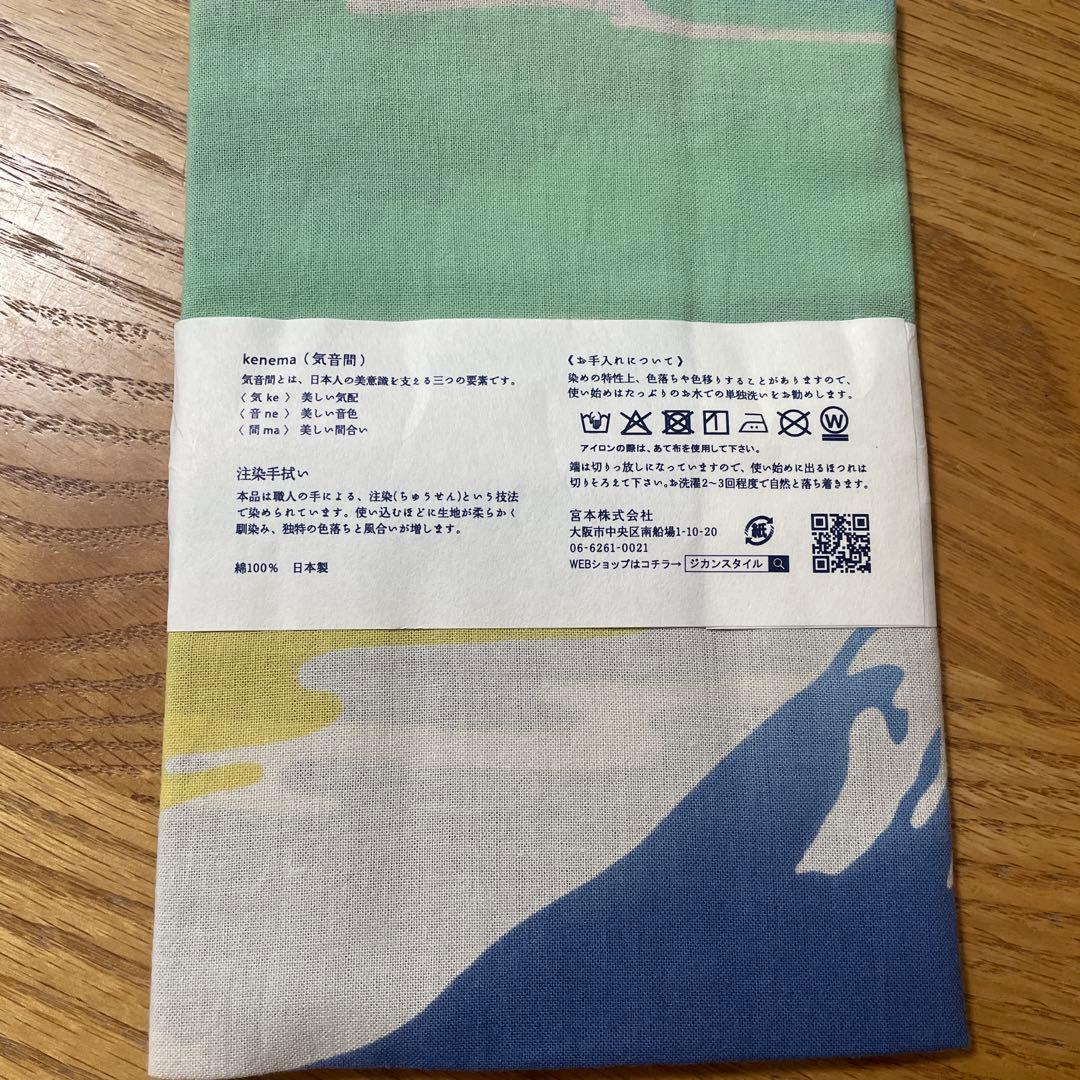 kenema（気音間）
気音間とは、日本人の美意識を支える三つの要素です。
〈 気 ke 〉 美しい気配
〈 音 ne 〉 美しい音色
〈 間 ma 〉 美しい間合い
注染手拭い
本品は職人の手による、注染(ちゅうせん)という技法
で染められています。使い込むほどに生地が柔らかく
馴染み、独特の色落ちと風合いが増します。
綿100%　日本製
《お手入れについて》
染めの特性上、色落ちや色移りすることがありますので、
使い始めはたっぷりのお水での単独洗いをお勧めします。
W
アイロンの際は、あて布を使用して下さい。
端は切りっ放しになっていますので、使い始めに出るほつれは
切りそろえて下さい。お洗濯2〜3回程度で自然と落ち着きます。
宮本株式会社
大阪市中央区南船場1-10-20
06-6261-0021
WEBショップはコチラ→ ジカンスタイル
紙